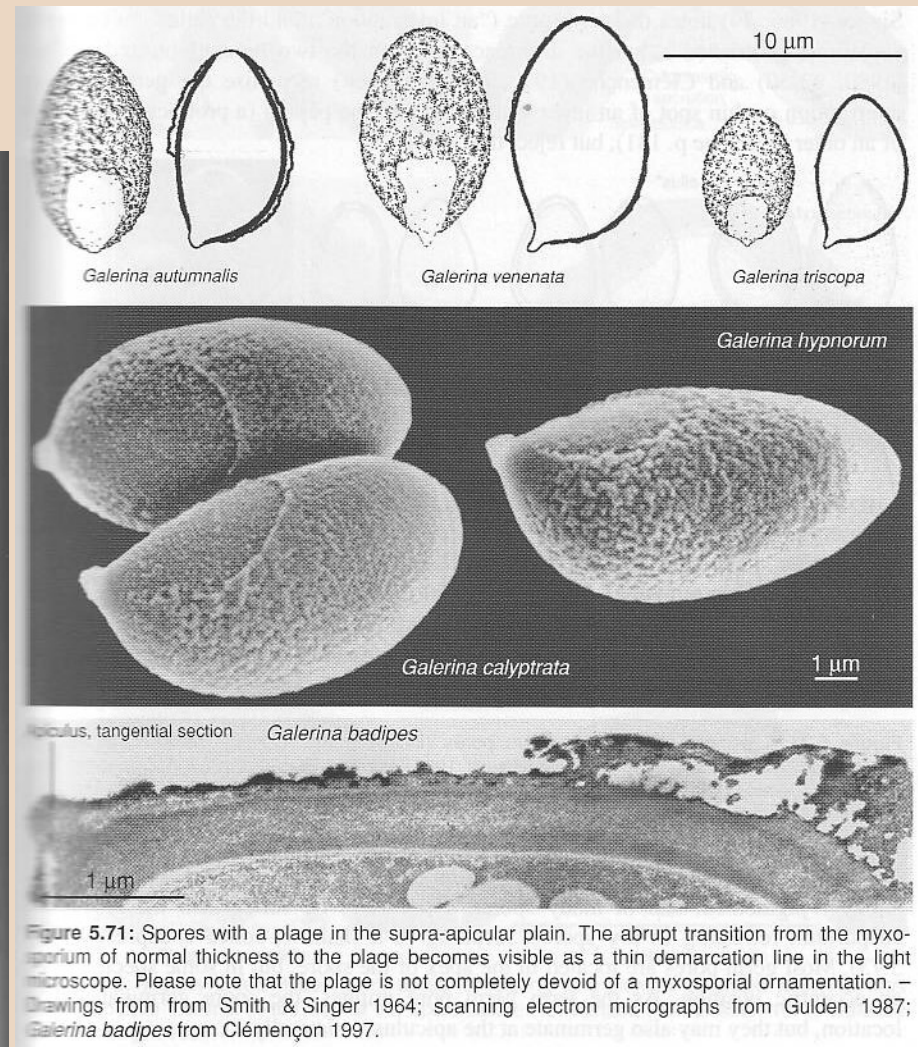 10 µm
Galerina autumnalis
Galerina venenata
Galerina triscopa
Galerina hypnorum
Galerina calyptrata
1 µm
Apiculus, tangential section Galerina badipes
1 µm
Figure 5.71: Spores with a plage in the supra-apicular plain. The abrupt transition from the myxo-
sporium of normal thickness to the plage becomes visible as a thin demarcation line in the light
microscope. Please note that the plage is not completely devoid of a myxosporial ornamentation. –
Drawings from from Smith & Singer 1964; scanning electron micrographs from Gulden 1987;
Galerina badipes from Clémençon 1997.